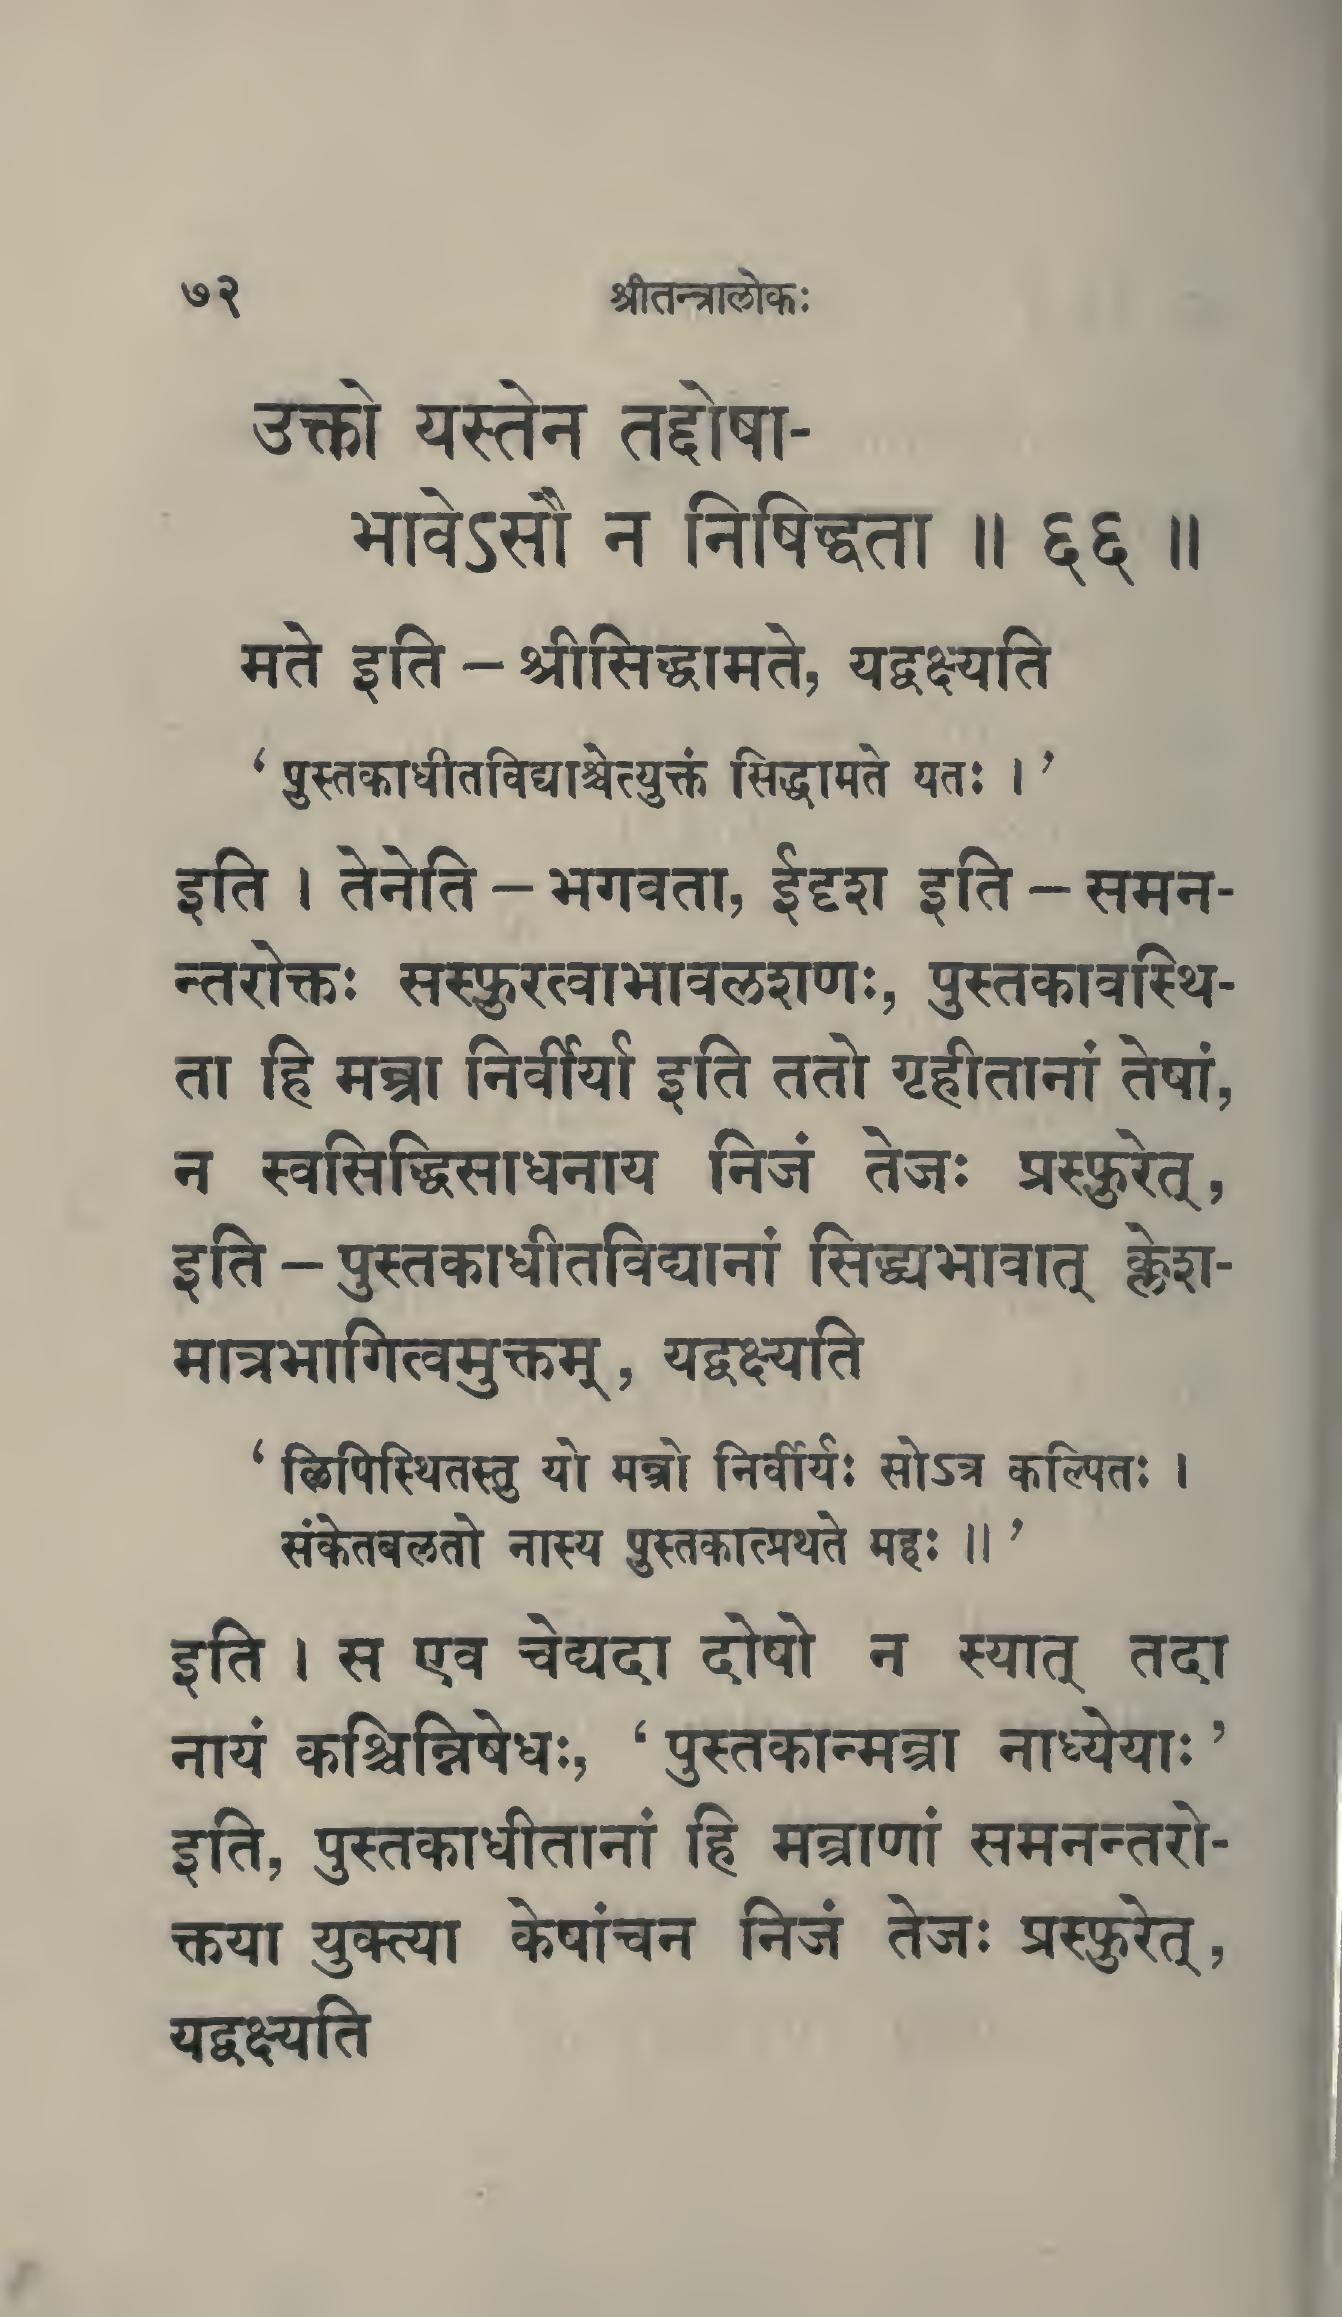 ७२ श्रीतन्त्रालोकः
उक्तो यस्तेन तद्दोषा-
भावेऽसौ न निषिद्धता ॥ ६६ ॥
मते इति – श्रीसिद्धामते, यद्वक्ष्यति
‘ पुस्तकाधीतविद्याश्चेत्युक्तं सिद्धामते यतः । ’
इति । तेनेति – भगवता, ईदृश इति – समन-
न्तरोक्तः सस्फुरत्वाभावलक्षणः, पुस्तकावस्थि-
ता हि मन्त्रा निर्वीर्या इति ततो गृहीतानां तेषां,
न स्वसिद्धिसाधनाय निजं तेजः प्रस्फुरेत्,
इति – पुस्तकाधीतविद्यानां सिद्ध्यभावात् क्लेश-
मात्रभागित्वमुक्तम्, यद्वक्ष्यति
‘ लिपिस्थितस्तु यो मन्त्रो निर्वीर्यः सोऽत्र कल्पितः ।
संकेतबलतो नास्य पुस्तकात्प्रथते महः ॥ ’
इति । स एव चेद्यदा दोषो न स्यात् तदा
नायं कश्चिन्निषेधः, ‘ पुस्तकान्मन्त्रा नाध्येयाः ’
इति, पुस्तकाधीतानां हि मन्त्राणां समनन्तरो-
क्तया युक्त्या केषांचन निजं तेजः प्रस्फुरेत्,
यद्वक्ष्यति